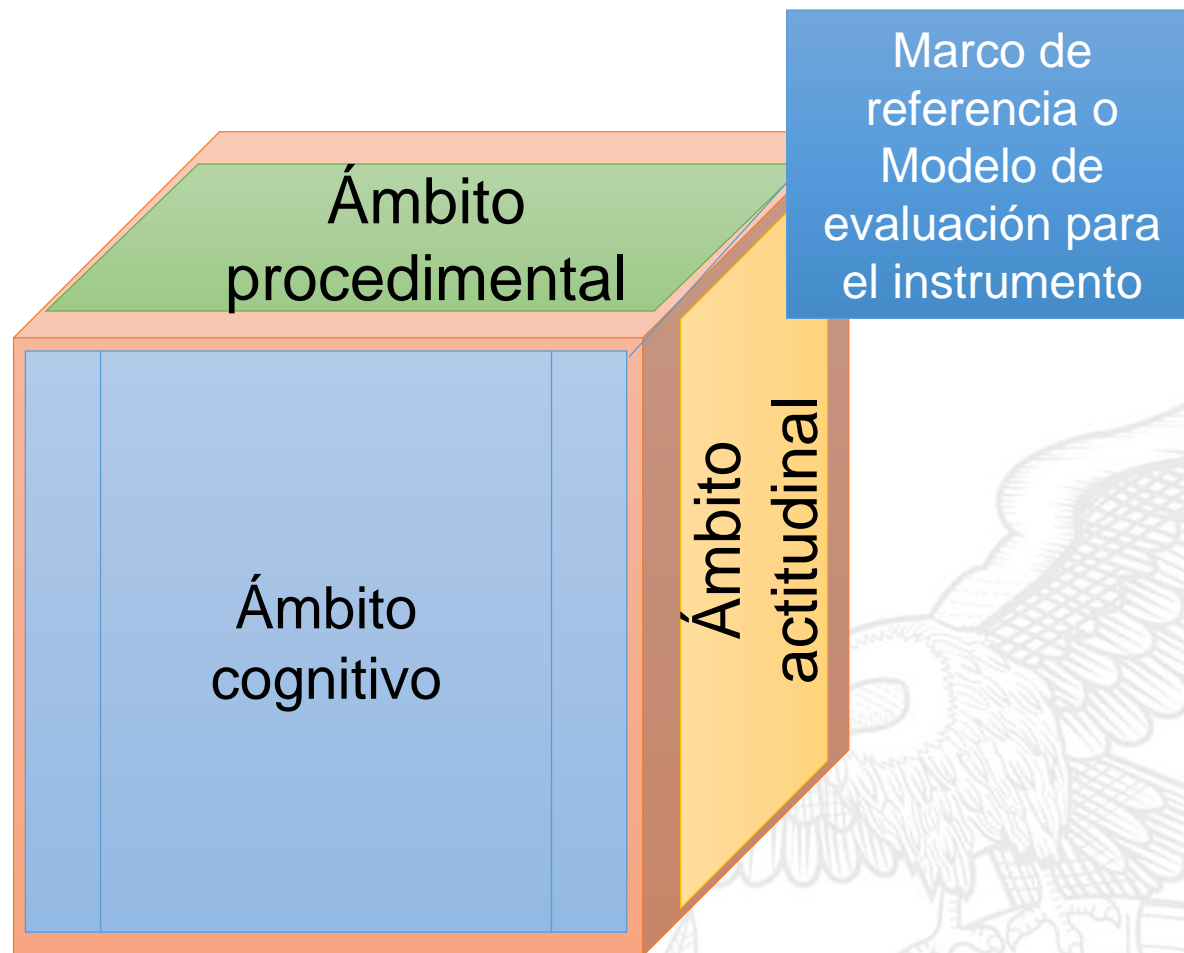 Marco de
referencia o
Modelo de
evaluación para
el instrumento
Ámbito
procedimental
Ámbito
cognitivo
Ámbito
actitudinal